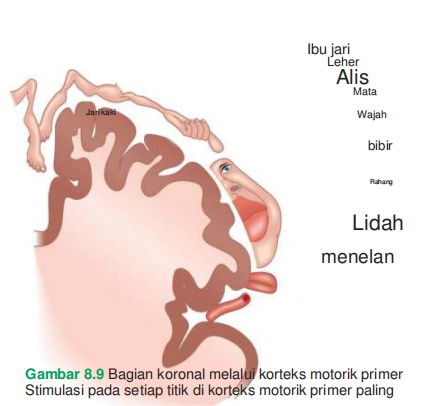 Ibu jari
Leher
Alis
Mata
Jari kaki
Wajah
bibir
Rahang
Lidah
menelan
Gambar 8.9 Bagian koronal melalui korteks motorik primer
Stimulasi pada setiap titik di korteks motorik primer paling